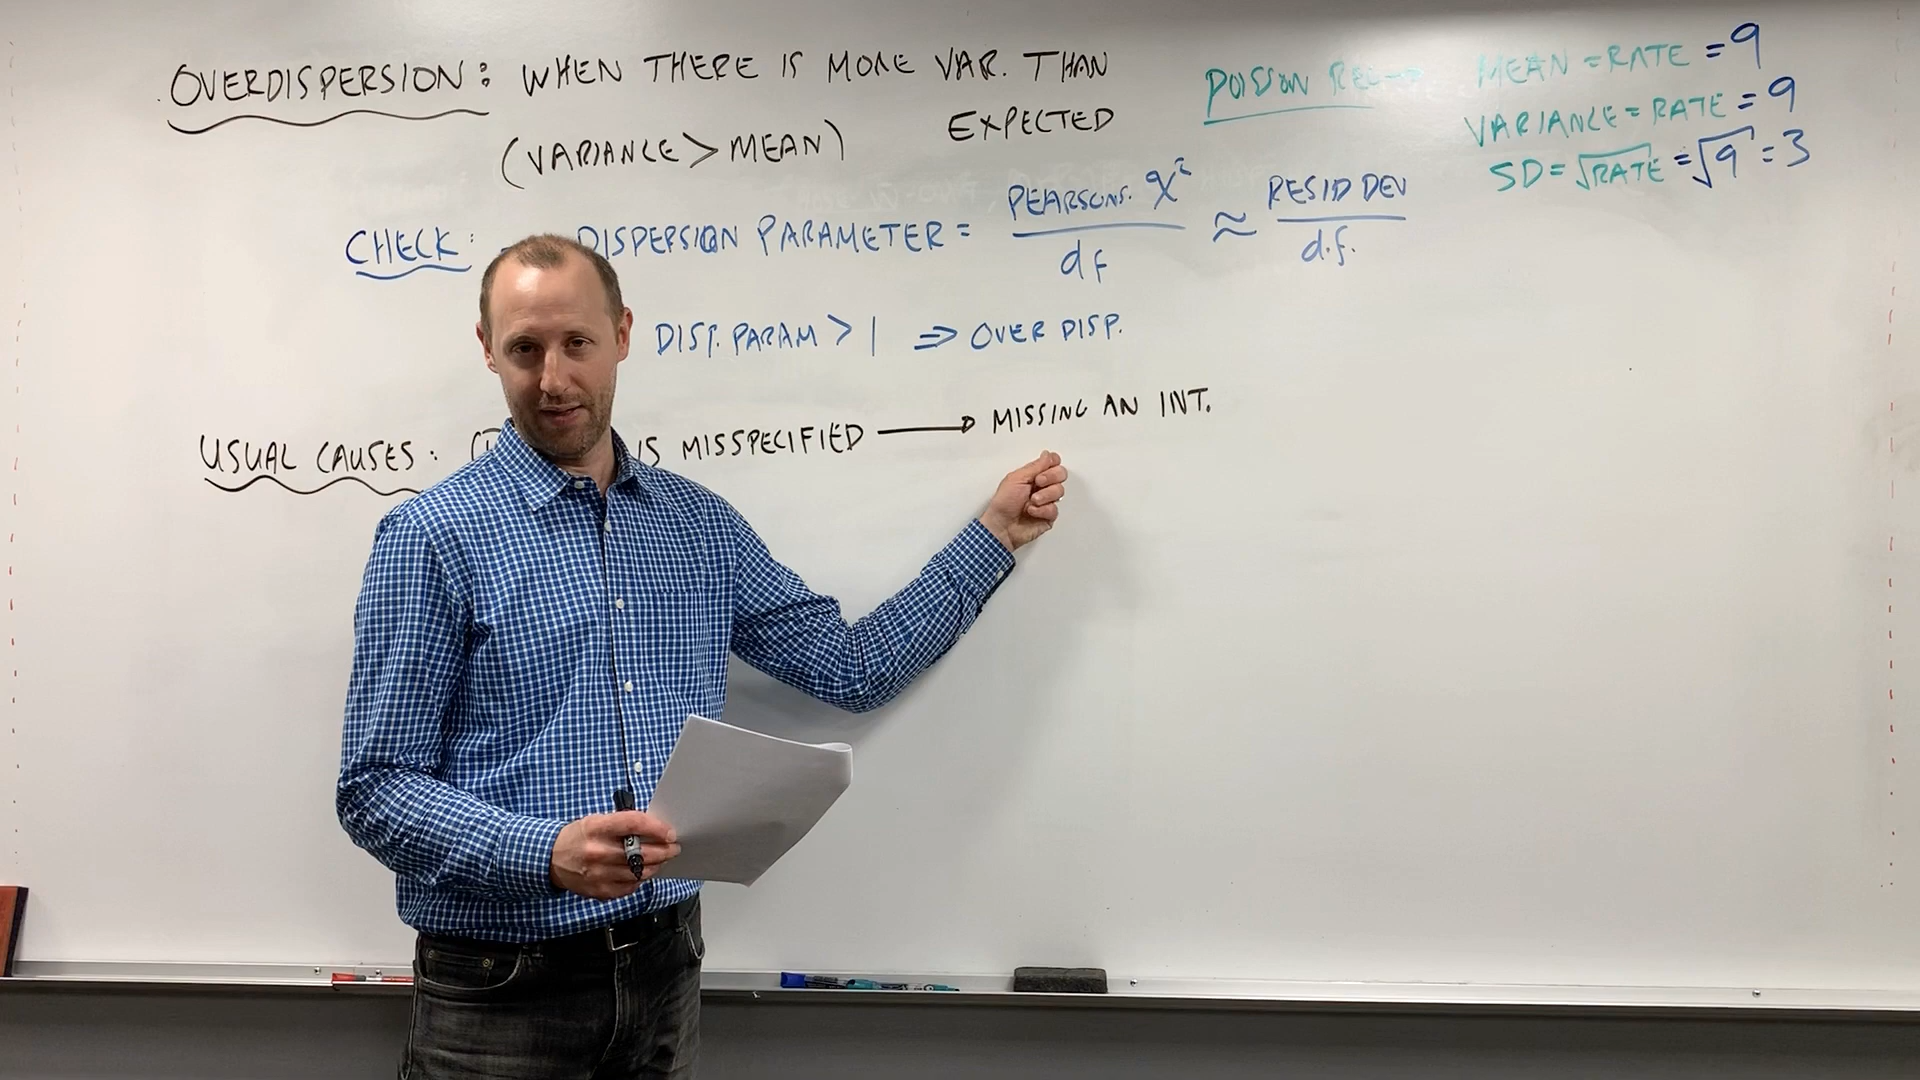 OVERDISPERSION: WHEN THERE IS MORE VAR. THAN
EXPECTED
(VARIANCE > MEAN)
POISSON REG
MEAN = RATE = 9
VARIANCE = RATE = 9
SD = √RATE = √9 = 3
CHECK: DISPERSION PARAMETER = PEARSONS. χ² / df ≈ RESID DEV / d.f.
DISP. PARAM > 1 ⇒ OVER DISP.
USUAL CAUSES: IS MISSPECIFIED → MISSING AN INT.